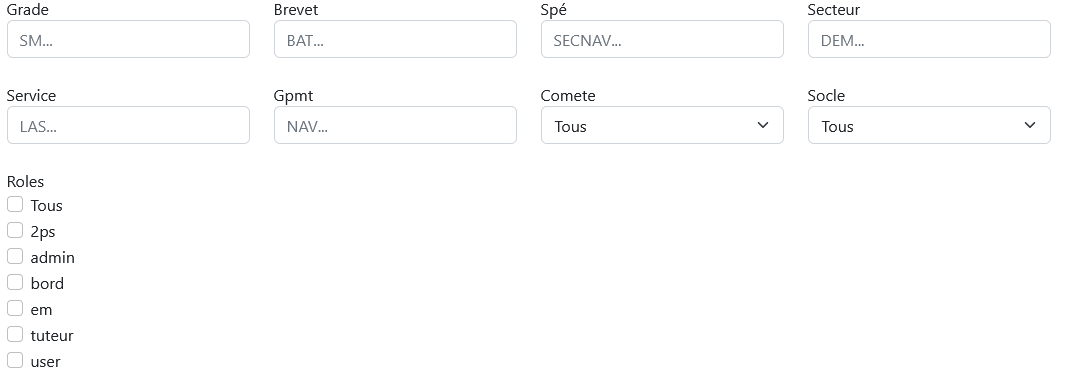 Grade Brevet Spé Secteur
SM... BAT... SECNAV... DEM...
Service Gpmt Comete Socle
LAS... NAV... Tous Tous
Roles
Tous
2ps
admin
bord
em
tuteur
user